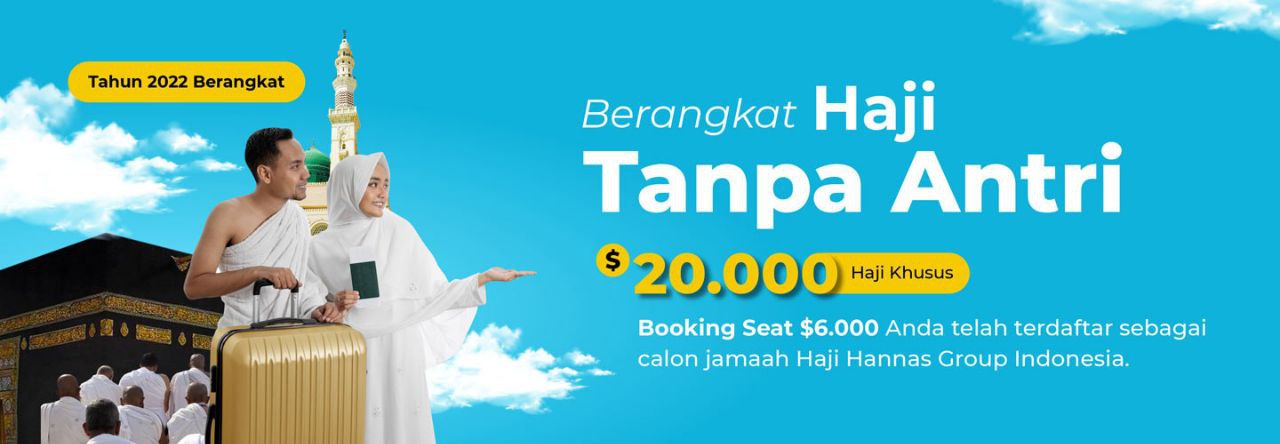 Tahun 2022 Berangkat
Berangkat Haji
Tanpa Antri
$ 20.000 Haji Khusus
Booking Seat $6.000 Anda telah terdaftar sebagai
calon jamaah Haji Hannas Group Indonesia.